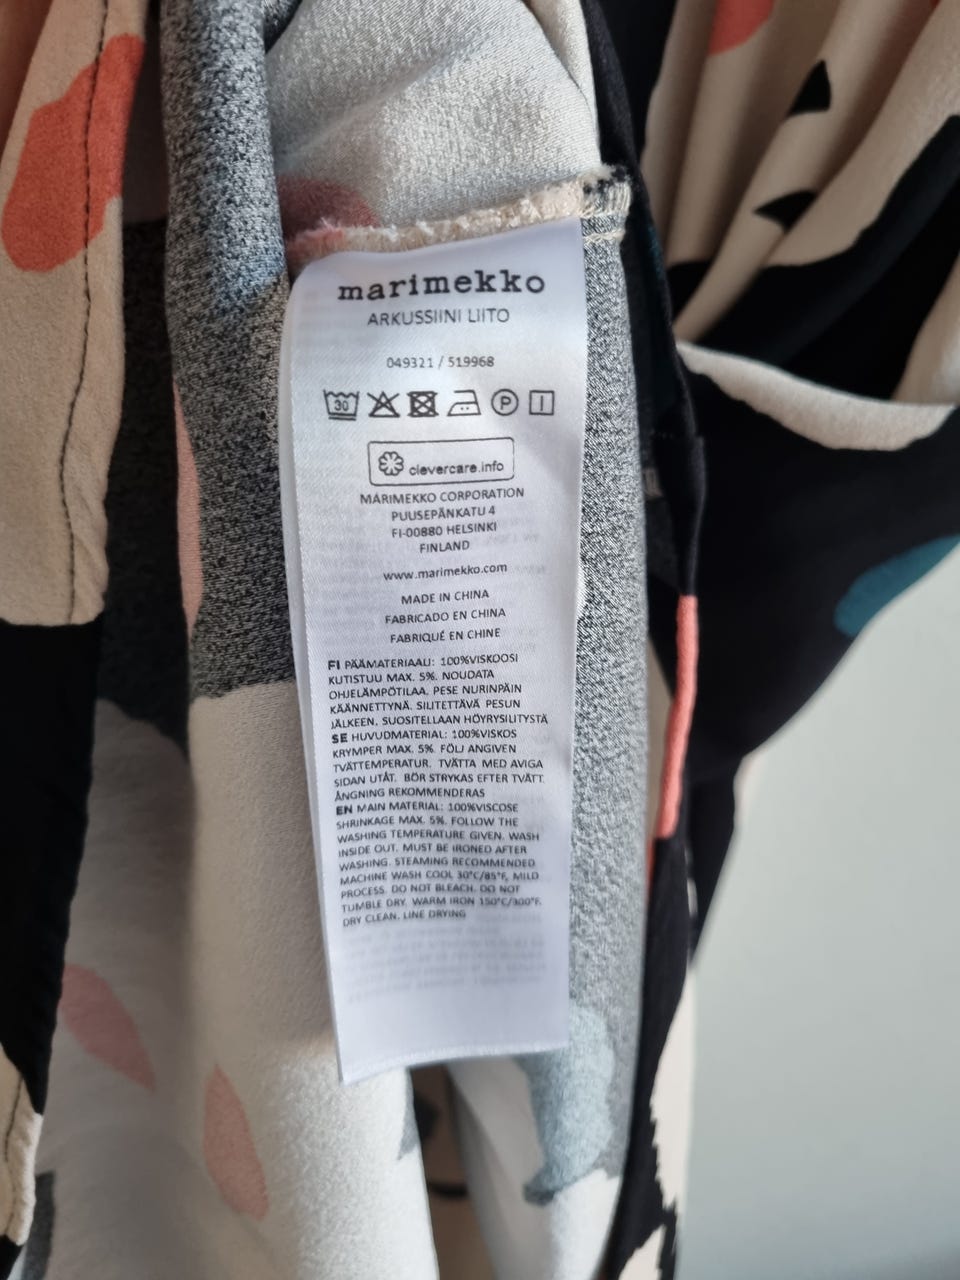 marimekko
ARKUSSIINI LIITO
049321 / 519968
30 P
clevercare.info
MARIMEKKO CORPORATION
PUUSEPÄNKATU 4
FI-00880 HELSINKI
FINLAND
www.marimekko.com
MADE IN CHINA
FABRICADO EN CHINA
FABRIQUÉ EN CHINE
FI PÄÄMATERIAALI: 100%VISKOOSI
KUTISTUU MAX. 5%. NOUDATA
OHJELÄMPÖTILAA. PESE NURINPÄIN
KÄÄNNETTYNÄ. SILITETTÄVÄ PESUN
JÄLKEEN. SUOSITELLAAN HÖYRYSILITYSTÄ
SE HUVUDMATERIAL: 100%VISKOS
KRYMPER MAX. 5%. FÖLJ ANGIVEN
TVÄTTEMPERATUR. TVÄTTA MED AVIGA
SIDAN UTÅT. BÖR STRYKAS EFTER TVÄTT.
ÅNGNING REKOMMENDERAS
EN MAIN MATERIAL: 100%VISCOSE
SHRINKAGE MAX. 5%. FOLLOW THE
WASHING TEMPERATURE GIVEN. WASH
INSIDE OUT. MUST BE IRONED AFTER
WASHING. STEAMING RECOMMENDED.
MACHINE WASH COOL 30°C/85°F, MILD
PROCESS. DO NOT BLEACH. DO NOT
TUMBLE DRY. WARM IRON 150°C/300°F.
DRY CLEAN. LINE DRYING